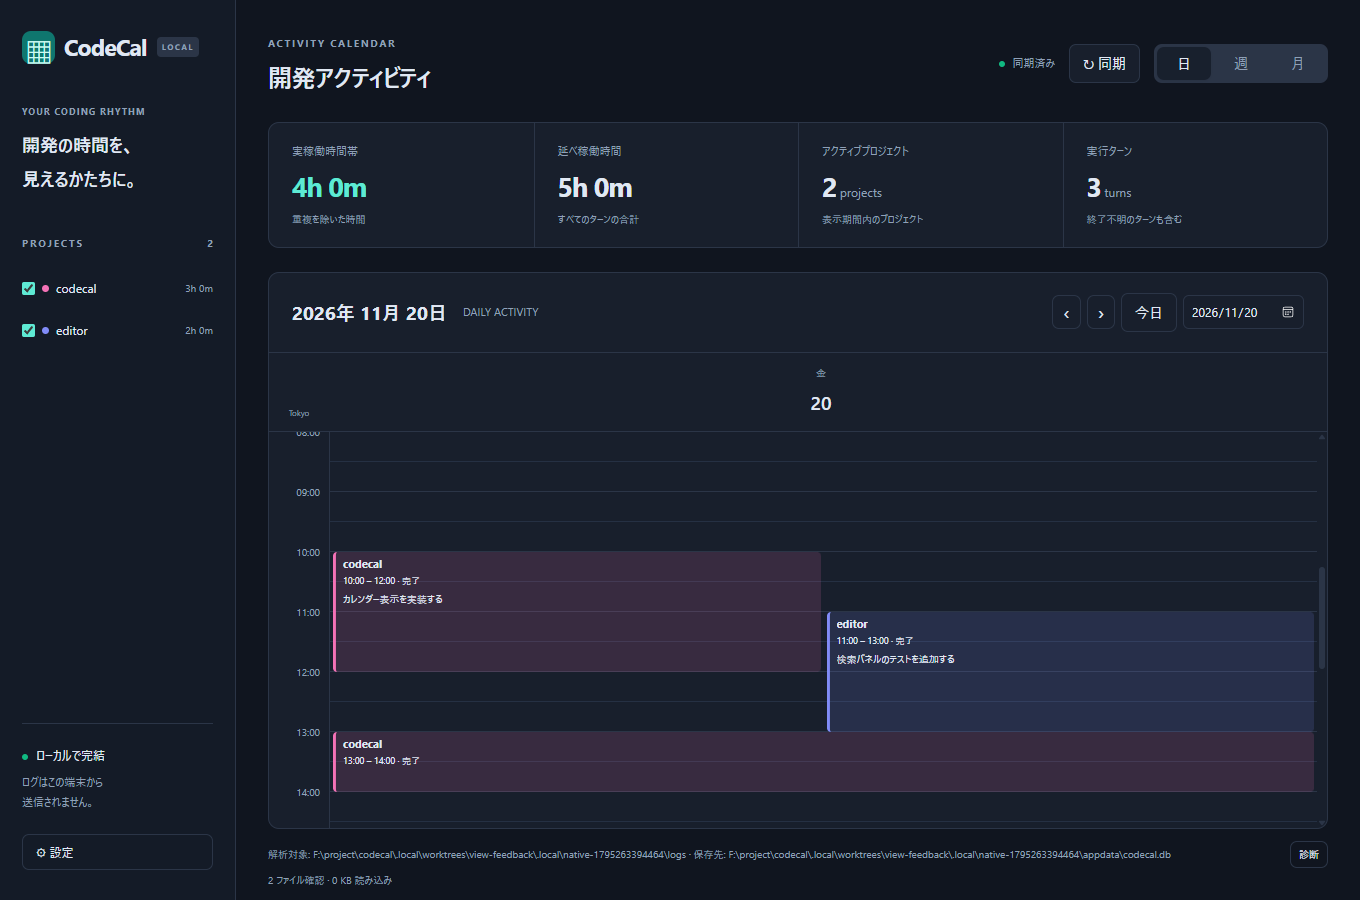 CodeCal LOCAL
YOUR CODING RHYTHM
開発の時間を、
見えるかたちに。
PROJECTS 2
codecal 3h 0m
editor 2h 0m
ローカルで完結
ログはこの端末から
送信されません。
⚙ 設定
ACTIVITY CALENDAR
開発アクティビティ
同期済み
↻ 同期
日 週 月
実稼働時間帯
4h 0m
重複を除いた時間
延べ稼働時間
5h 0m
すべてのターンの合計
アクティブプロジェクト
2 projects
表示期間内のプロジェクト
実行ターン
3 turns
終了不明のターンも含む
2026年 11月 20日 DAILY ACTIVITY
‹ › 今日 2026/11/20
金
20
Tokyo
08:00
09:00
10:00
11:00
12:00
13:00
14:00
codecal
10:00 – 12:00 · 完了
カレンダー表示を実装する
editor
11:00 – 13:00 · 完了
検索パネルのテストを追加する
codecal
13:00 – 14:00 · 完了
解析対象: F:\project\codecal\.local\worktrees\view-feedback\.local\native-1795263394464\logs · 保存先: F:\project\codecal\.local\worktrees\view-feedback\.local\native-1795263394464\appdata\codecal.db
診断
2 ファイル確認 · 0 KB 読み込み